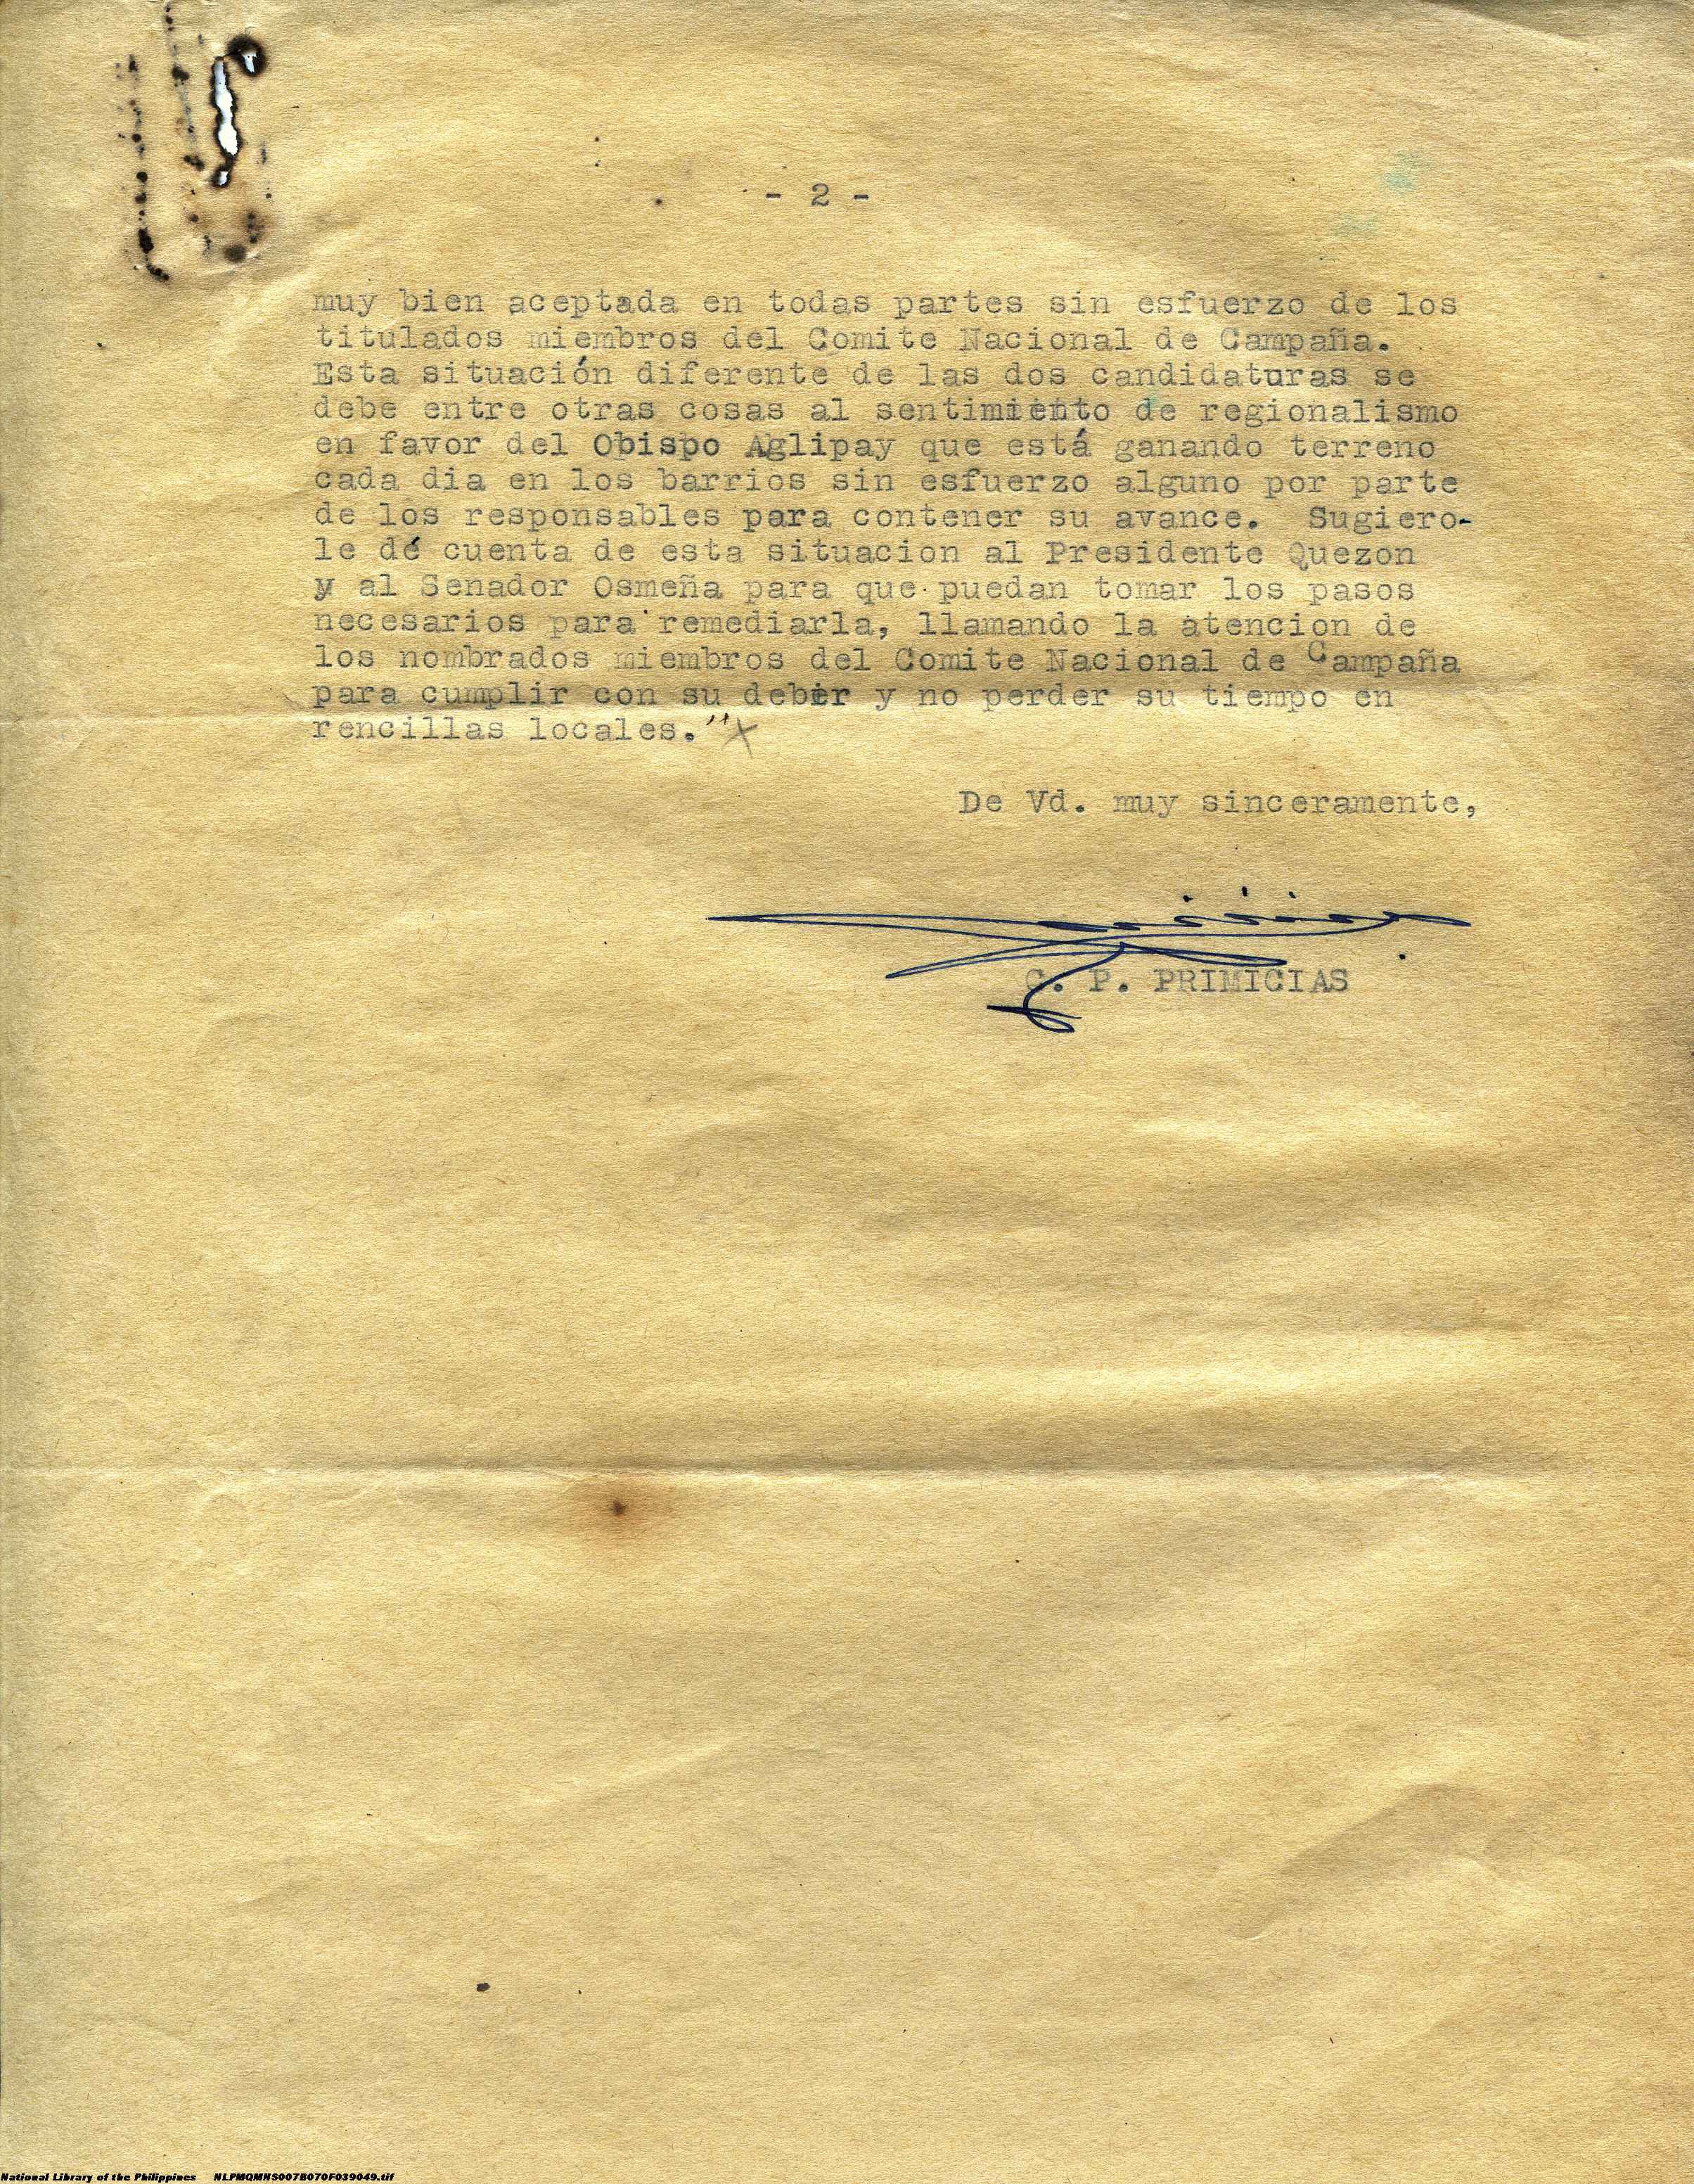 - 2 -
muy bien aceptada en todas partes sin esfuerzo de los
titulados miembros del Comite Nacional de Campaña.
Esta situación diferente de las dos candidaturas se
debe entre otras cosas al sentimiento de regionalismo
en favor del Obispo Aglipay que está ganando terreno
cada dia en los barrios sin esfuerzo alguno por parte
de los responsables para contener su avance. Sugiero-
le dé cuenta de esta situacion al Presidente Quezon
y al Senador Osmeña para que puedan tomar los pasos
necesarios para remediarla, llamando la atencion de
los nombrados miembros del Comite Nacional de Campaña
para cumplir con su deber y no perder su tiempo en
rencillas locales."
De Vd. muy sinceramente,
C. P. PRIMICIAS
National Library of the Philippines NLPMQMNS007B070F039049.tif